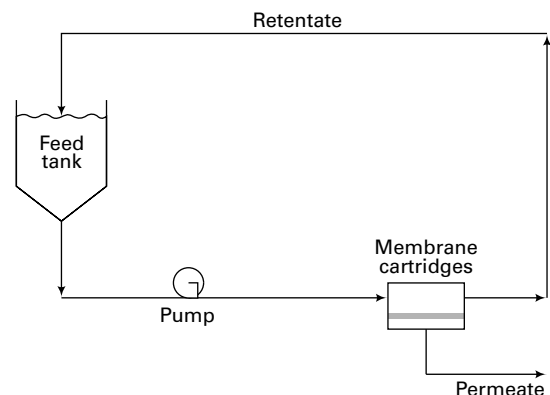 Retentate
Feed
tank
Membrane
cartridges
Pump
Permeate